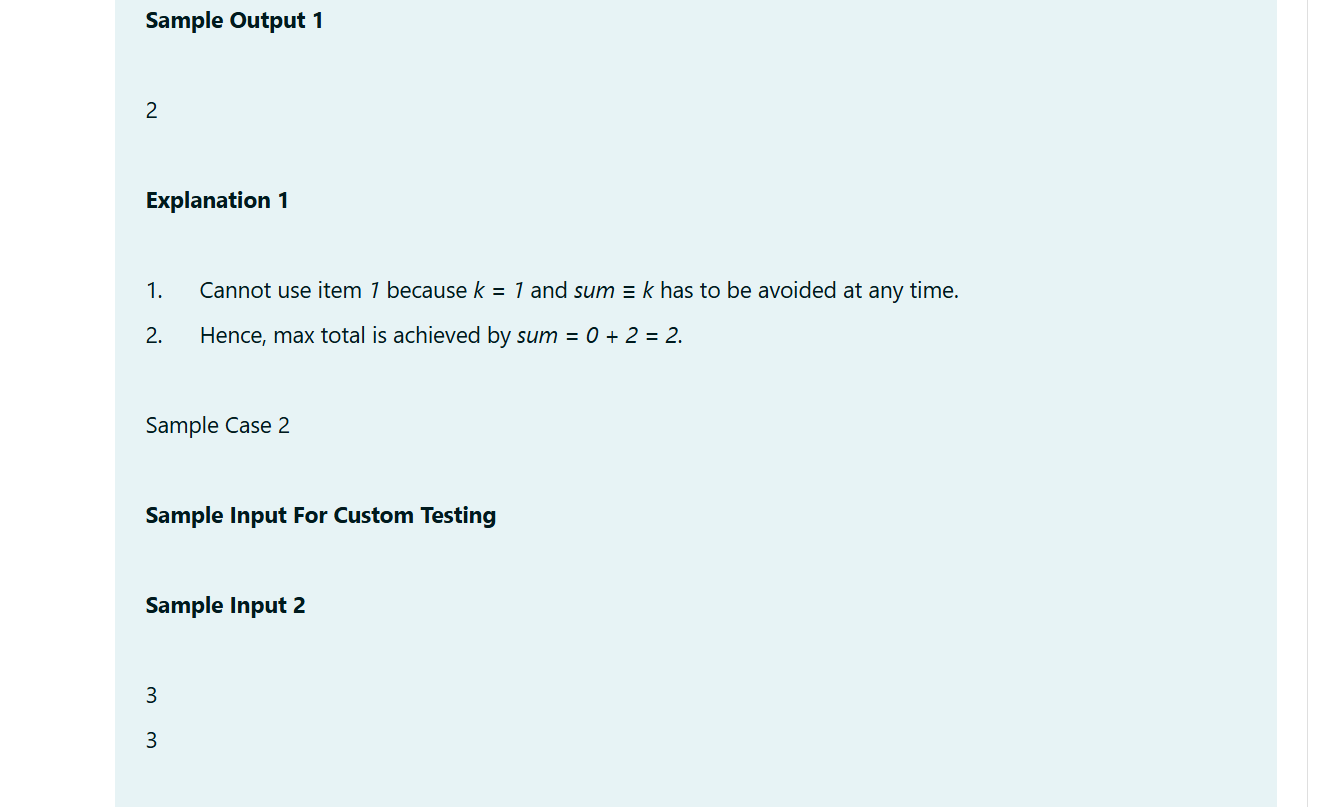 Sample Output 1
2
Explanation 1
1. Cannot use item 1 because k = 1 and sum ≡ k has to be avoided at any time.
2. Hence, max total is achieved by sum = 0 + 2 = 2.
Sample Case 2
Sample Input For Custom Testing
Sample Input 2
3
3